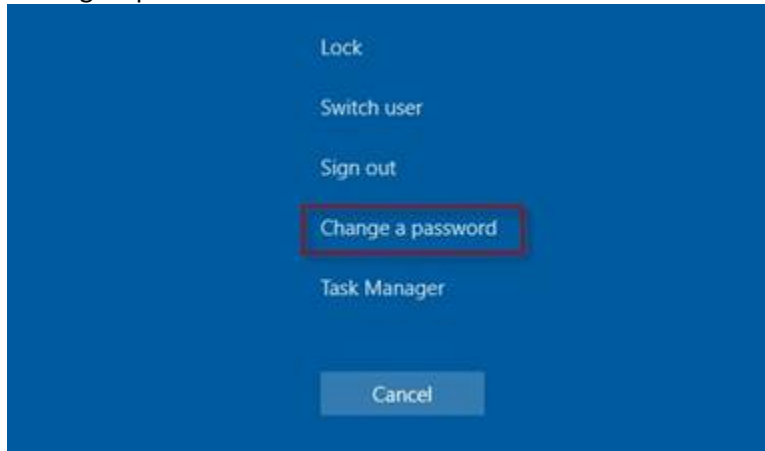 Lock
Switch user
Sign out
Change a password
Task Manager
Cancel